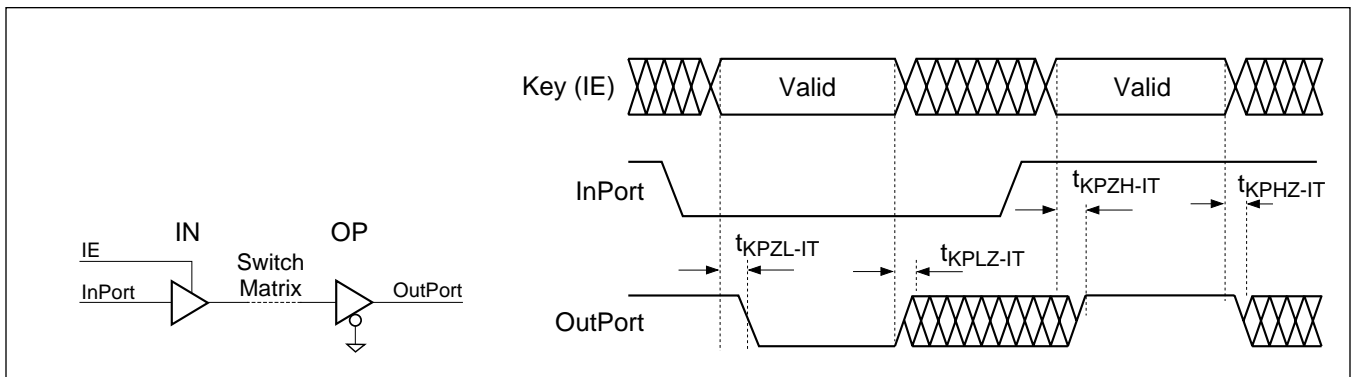 IN
OP
IE
Switch
Matrix
InPort
OutPort
Key (IE)
Valid
Valid
InPort
tKPZH-IT
tKPHZ-IT
tKPZL-IT
tKPLZ-IT
OutPort